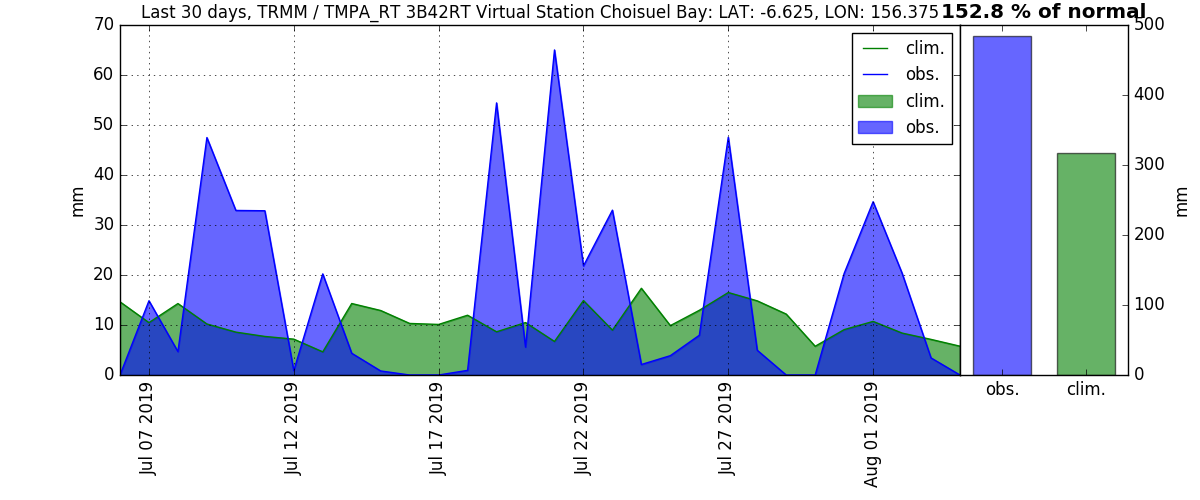 Last 30 days, TRMM / TMPA_RT 3B42RT Virtual Station Choisuel Bay: LAT: -6.625, LON: 156.375
152.8 % of normal
70
60
50
40
30
20
10
0
mm
clim.
obs.
clim.
obs.
Jul 07 2019
Jul 12 2019
Jul 17 2019
Jul 22 2019
Jul 27 2019
Aug 01 2019
500
400
300
200
100
0
mm
obs.
clim.